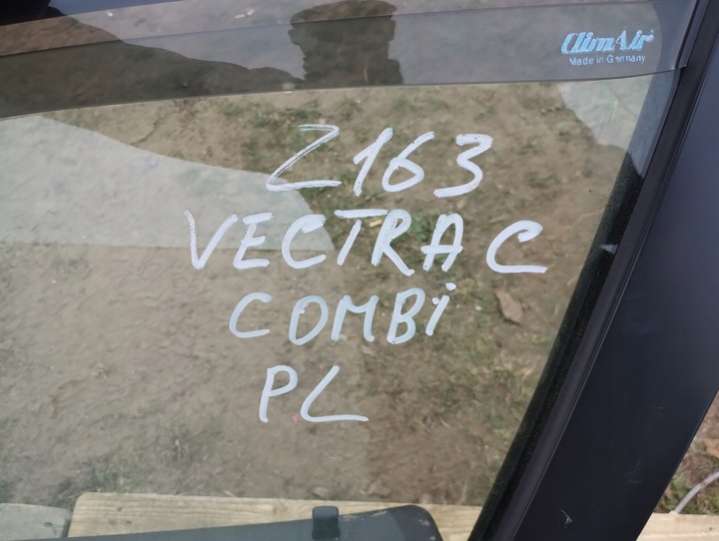 ClimAir
Made in Germany
Z163
VECTRA C
COMBI
PL